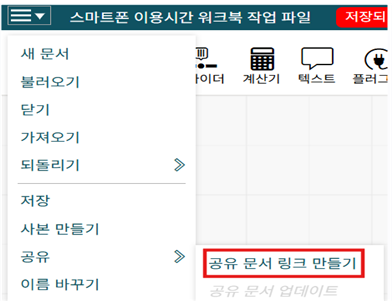 스마트폰 이용시간 워크북 작업 파일
저장되
새 문서
불러오기
닫기
가져오기
되돌리기
저장
사본 만들기
공유
이름 바꾸기
이더
계산기
텍스트
플러그
공유 문서 링크 만들기
공유 문서 업데이트